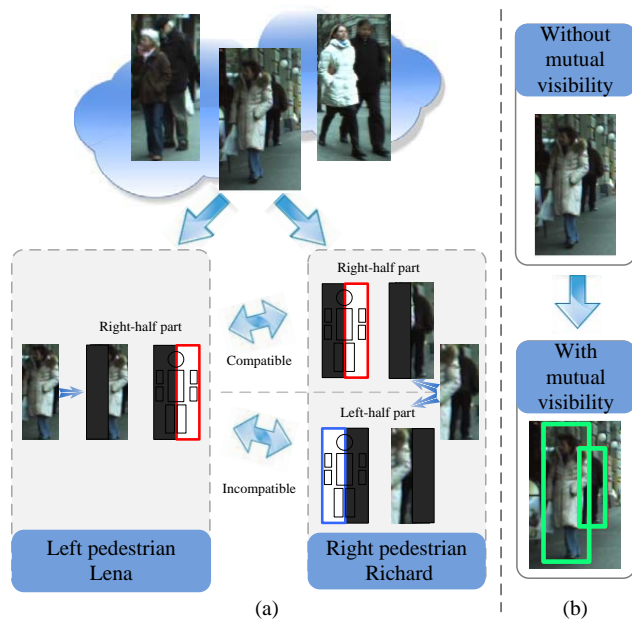 Without
mutual
visibility
Right-half part
Right-half part
Compatible
Left-half part
Incompatible
With
mutual
visibility
Left pedestrian
Lena
Right pedestrian
Richard
(a)
(b)